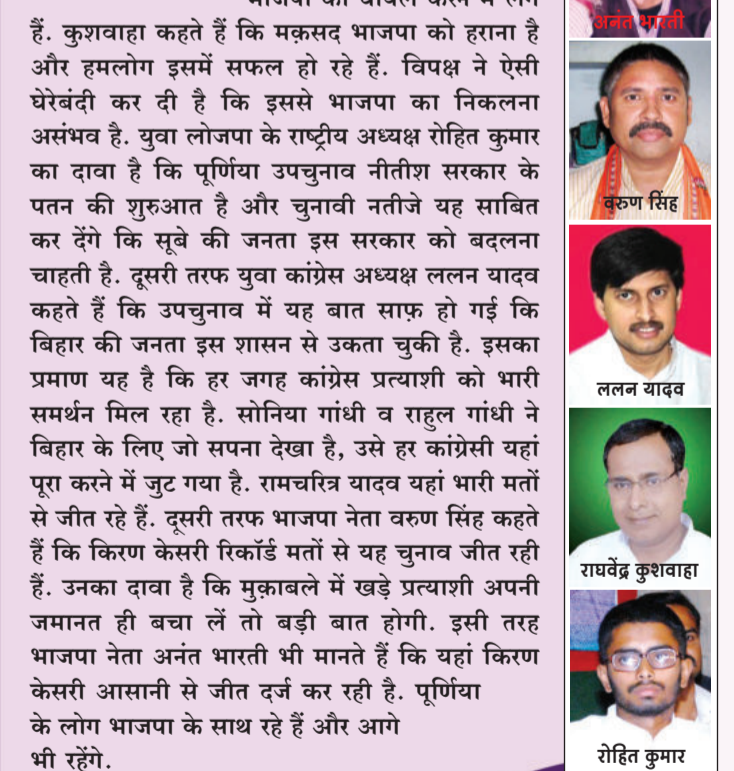 हैं. कुशवाहा कहते हैं कि मक़सद भाजपा को हराना है
और हमलोग इसमें सफल हो रहे हैं. विपक्ष ने ऐसी
घेरेबंदी कर दी है कि इससे भाजपा का निकलना
असंभव है. युवा लोजपा के राष्ट्रीय अध्यक्ष रोहित कुमार
का दावा है कि पूर्णिया उपचुनाव नीतीश सरकार के
पतन की शुरुआत है और चुनावी नतीजे यह साबित
कर देंगे कि सूबे की जनता इस सरकार को बदलना
चाहती है. दूसरी तरफ युवा कांग्रेस अध्यक्ष ललन यादव
कहते हैं कि उपचुनाव में यह बात साफ़ हो गई कि
बिहार की जनता इस शासन से उकता चुकी है. इसका
प्रमाण यह है कि हर जगह कांग्रेस प्रत्याशी को भारी
समर्थन मिल रहा है. सोनिया गांधी व राहुल गांधी ने
बिहार के लिए जो सपना देखा है, उसे हर कांग्रेसी यहां
पूरा करने में जुट गया है. रामचरित्र यादव यहां भारी मतों
से जीत रहे हैं. दूसरी तरफ भाजपा नेता वरुण सिंह कहते
हैं कि किरण केसरी रिकॉर्ड मतों से यह चुनाव जीत रही
हैं. उनका दावा है कि मुक़ाबले में खड़े प्रत्याशी अपनी
जमानत ही बचा लें तो बड़ी बात होगी. इसी तरह
भाजपा नेता अनंत भारती भी मानते हैं कि यहां किरण
केसरी आसानी से जीत दर्ज कर रही है. पूर्णिया
के लोग भाजपा के साथ रहे हैं और आगे
भी रहेंगे.
अनंत भारती
वरुण सिंह
ललन यादव
राघवेंद्र कुशवाहा
रोहित कुमार